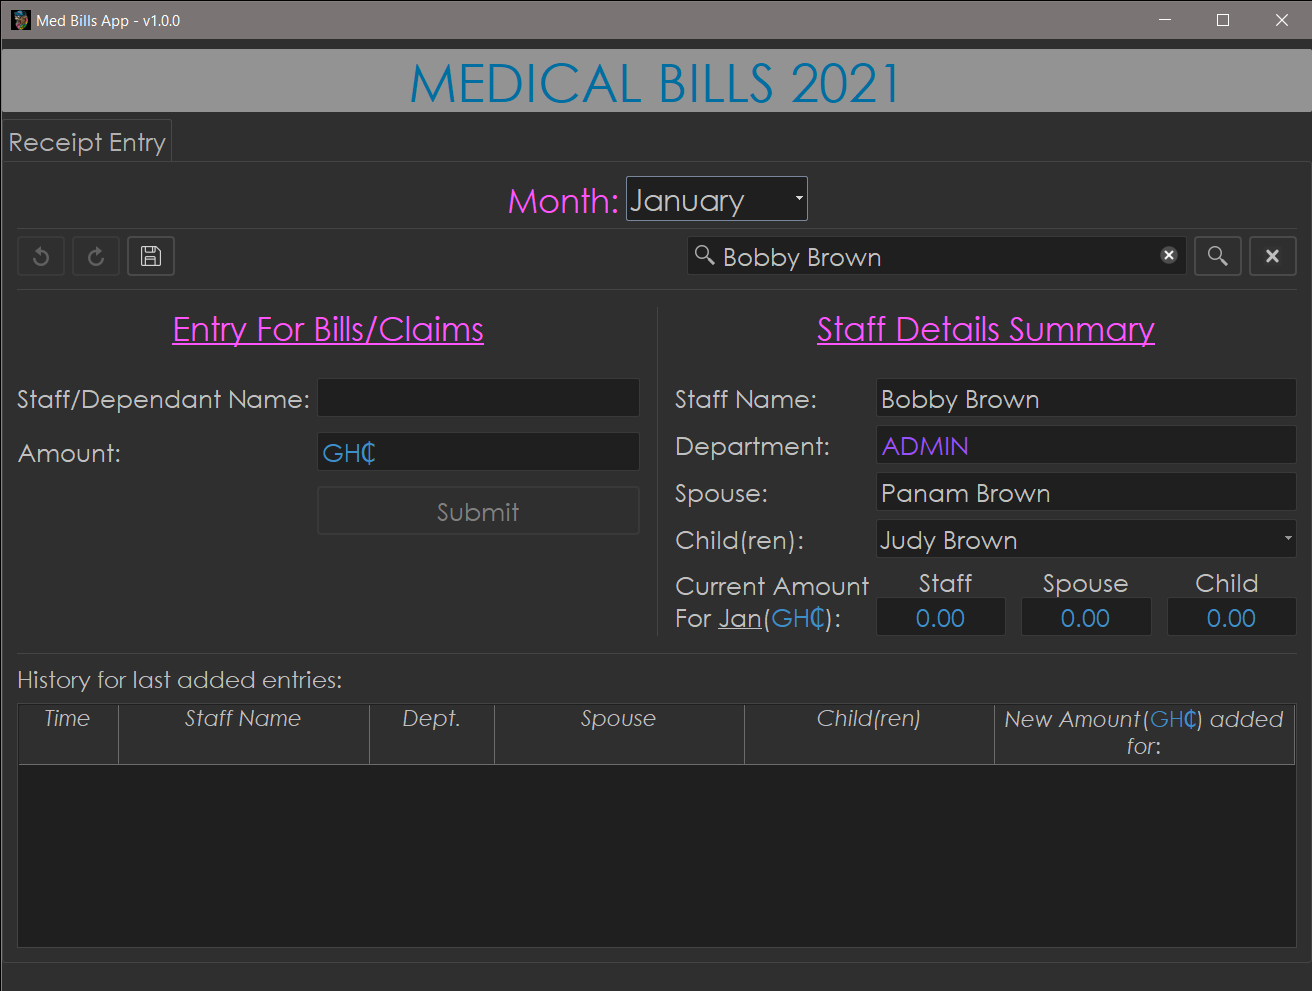 Med Bills App - v1.0.0
MEDICAL BILLS 2021
Receipt Entry
Month: January
Bobby Brown
Entry For Bills/Claims
Staff/Dependant Name:
Amount: GH₵
Submit
Staff Details Summary
Staff Name: Bobby Brown
Department: ADMIN
Spouse: Panam Brown
Child(ren): Judy Brown
Current Amount Staff Spouse Child
For Jan(GH₵): 0.00 0.00 0.00
History for last added entries:
Time Staff Name Dept. Spouse Child(ren) New Amount(GH₵) added
for: